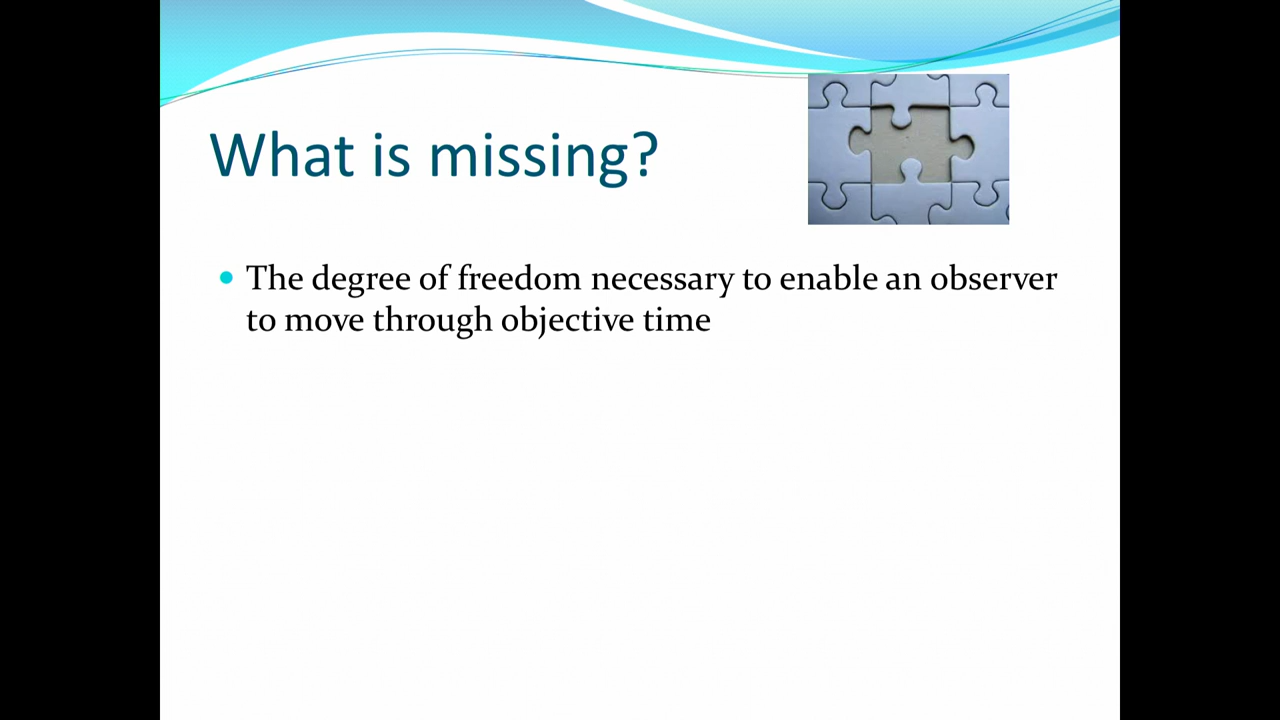 What is missing?
The degree of freedom necessary to enable an observer
to move through objective time